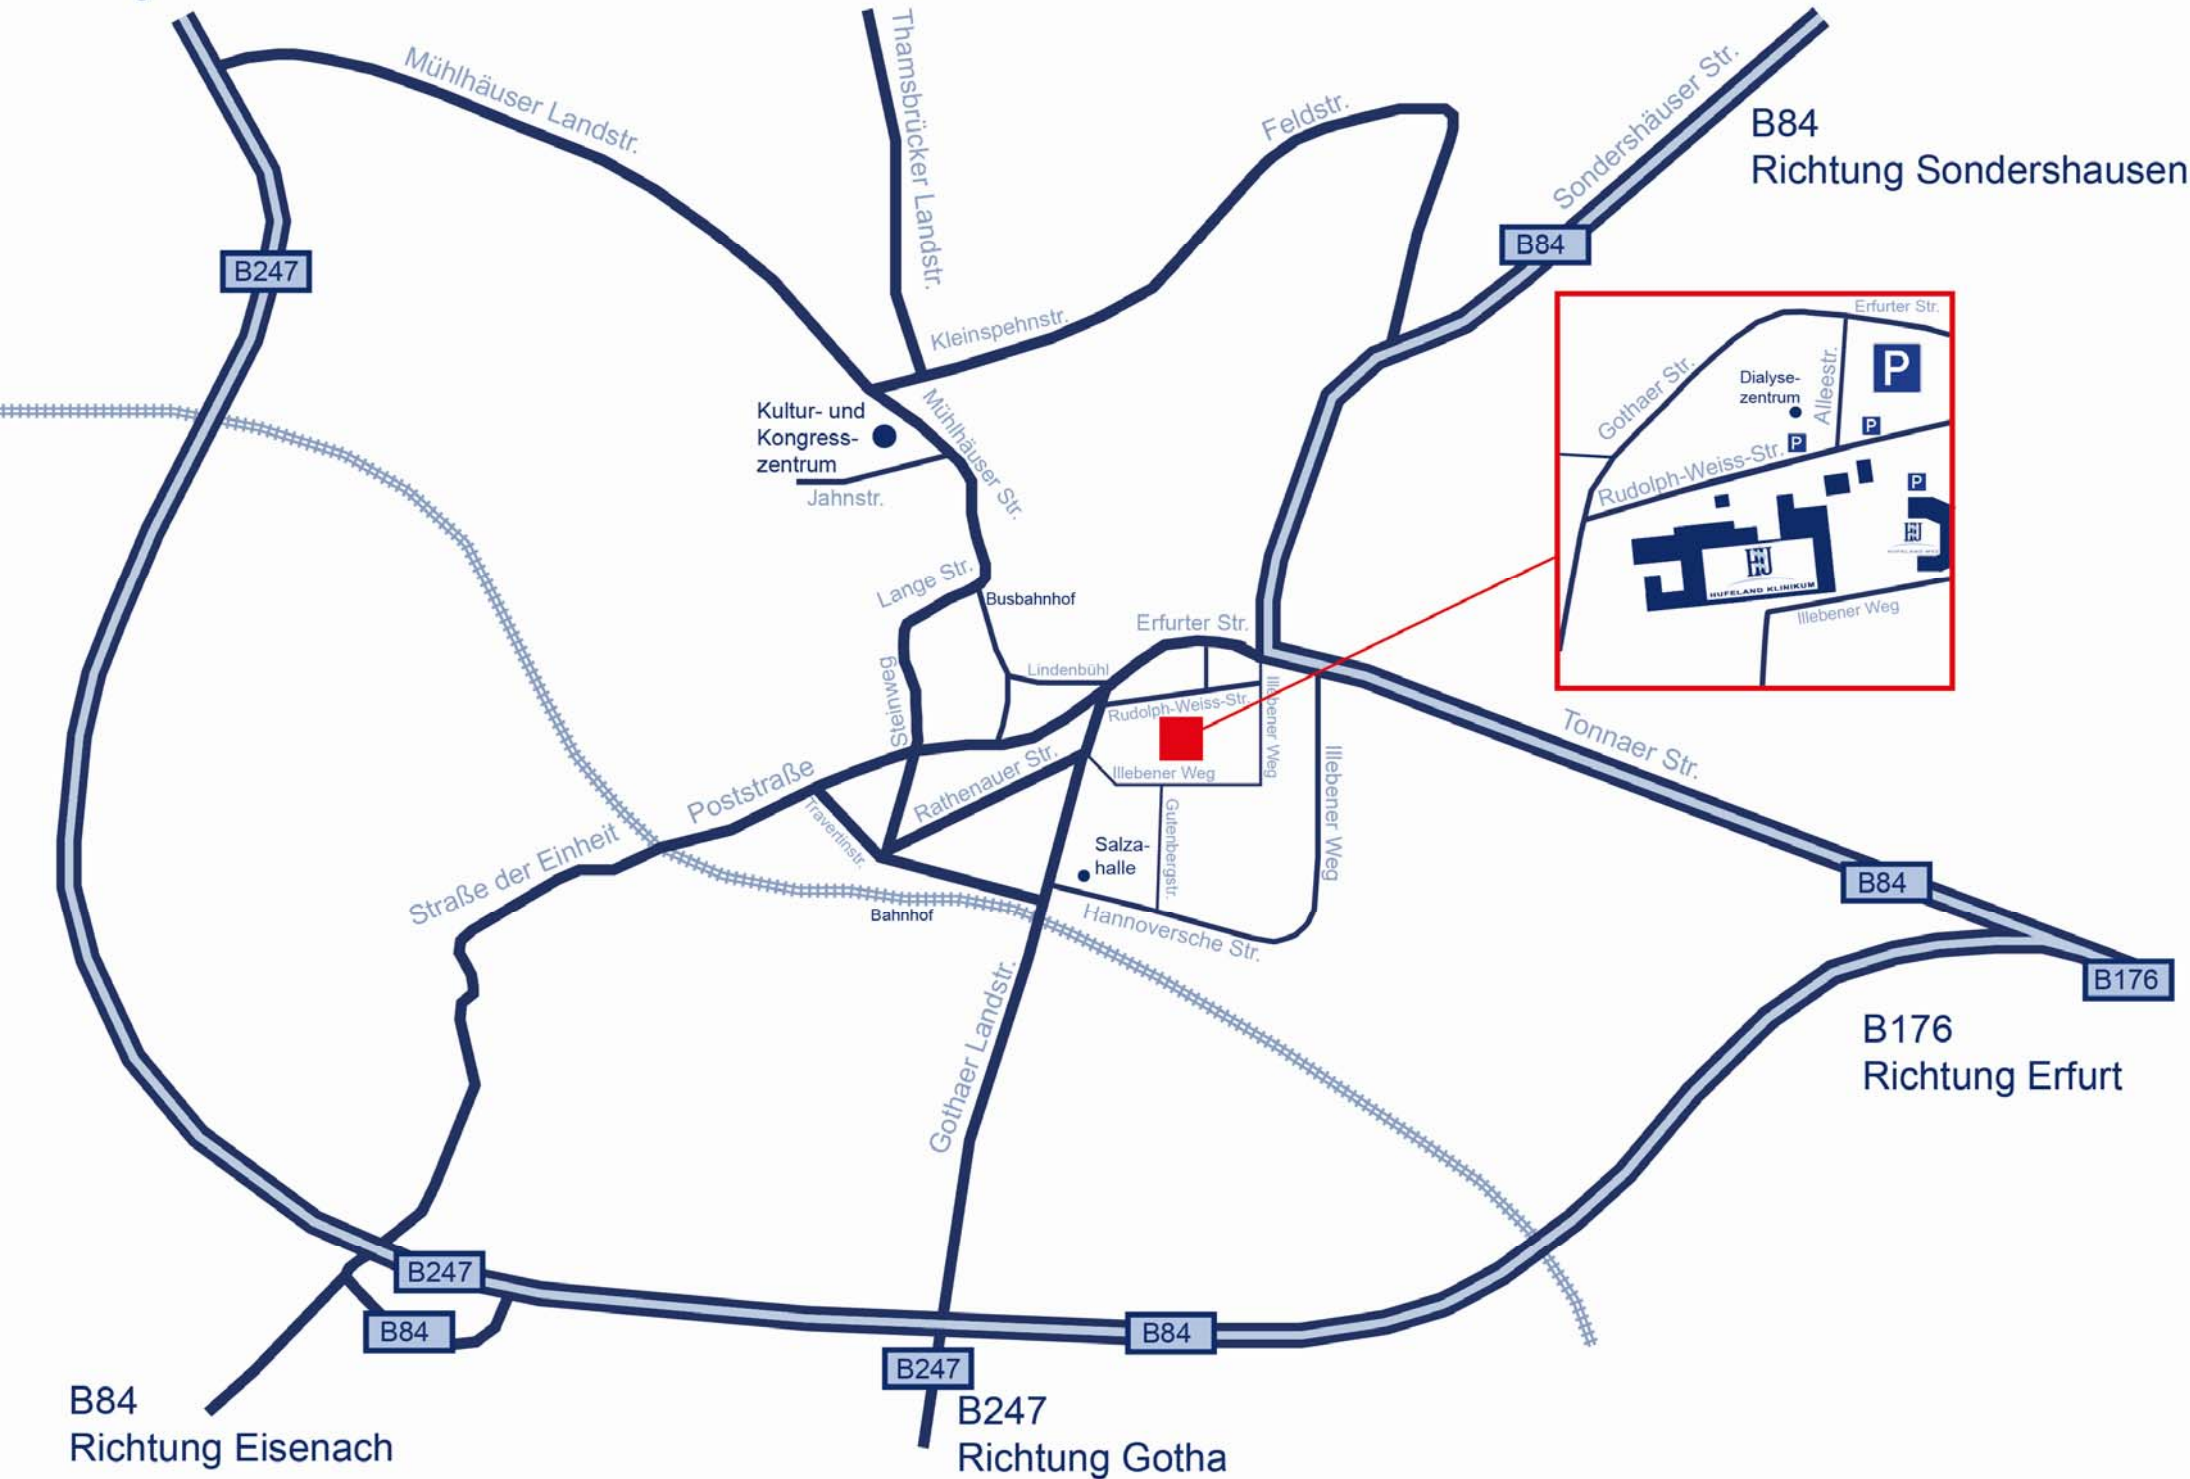 Mühlhäuser Landstr.
Thamsbrücker Landstr.
Feldstr.
Sondershäuser Str.
B84
Richtung Sondershausen
B84
B247
Kleinspehnstr.
Erfurter Str.
Gothaer Str.
Dialyse-
zentrum
Alleestr.
P
P
P
Rudolph-Weiss-Str.
P
HUFELAND KLINIKUM
Illebener Weg
Kultur- und
Kongress-
zentrum
Mühlhäuser Str.
Jahnstr.
Lange Str.
Busbahnhof
Erfurter Str.
Lindenbühl
Steinweg
Rudolph-Weiss-Str.
Illebener Weg
Illebener Weg
Illebener Weg
Tonnaer Str.
Rathenauer Str.
Poststraße
Travertinstr.
Gutenbergstr.
Salza-
halle
Straße der Einheit
Bahnhof
Hannoversche Str.
Gothaer Landstr.
B84
B176
B176
Richtung Erfurt
B247
B84
B84
B247
B84
Richtung Eisenach
B247
Richtung Gotha